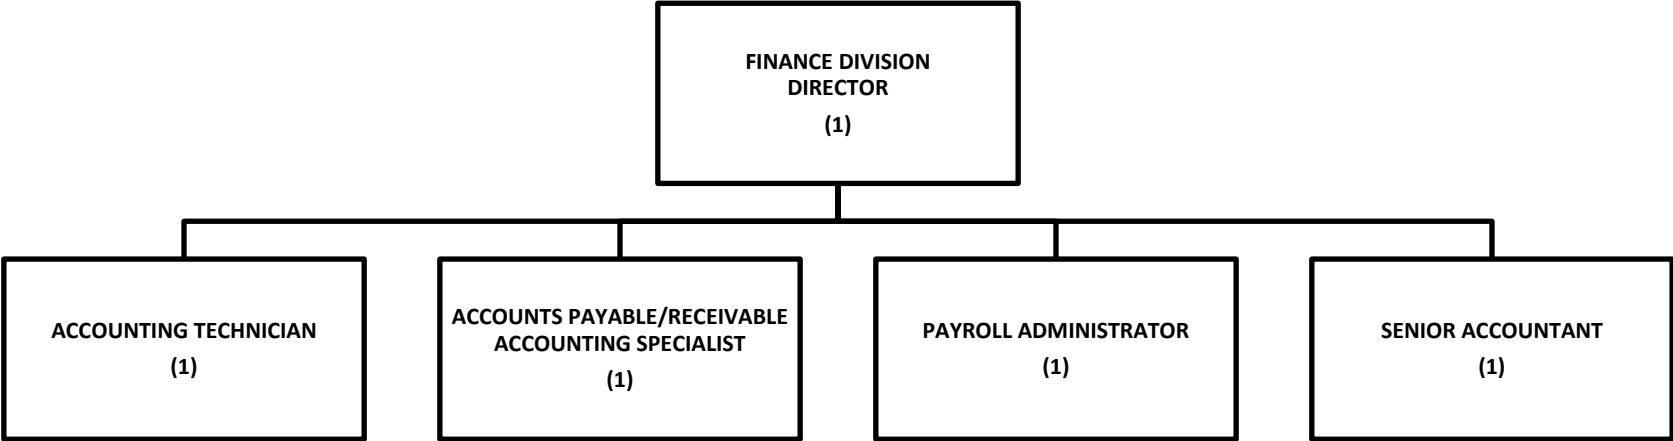 FINANCE DIVISION
DIRECTOR
(1)
ACCOUNTING TECHNICIAN
(1)
ACCOUNTS PAYABLE/RECEIVABLE
ACCOUNTING SPECIALIST
(1)
PAYROLL ADMINISTRATOR
(1)
SENIOR ACCOUNTANT
(1)